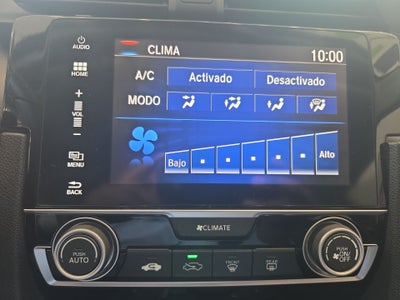 AUDIO
CLIMA
10:00
HOME
A/C
Activado
Desactivado
MODO
+
VOL
−
MENU
BACK
Bajo
Alto
CLIMATE
PUSH
AUTO
FRONT
REAR
PUSH
ON/
OFF